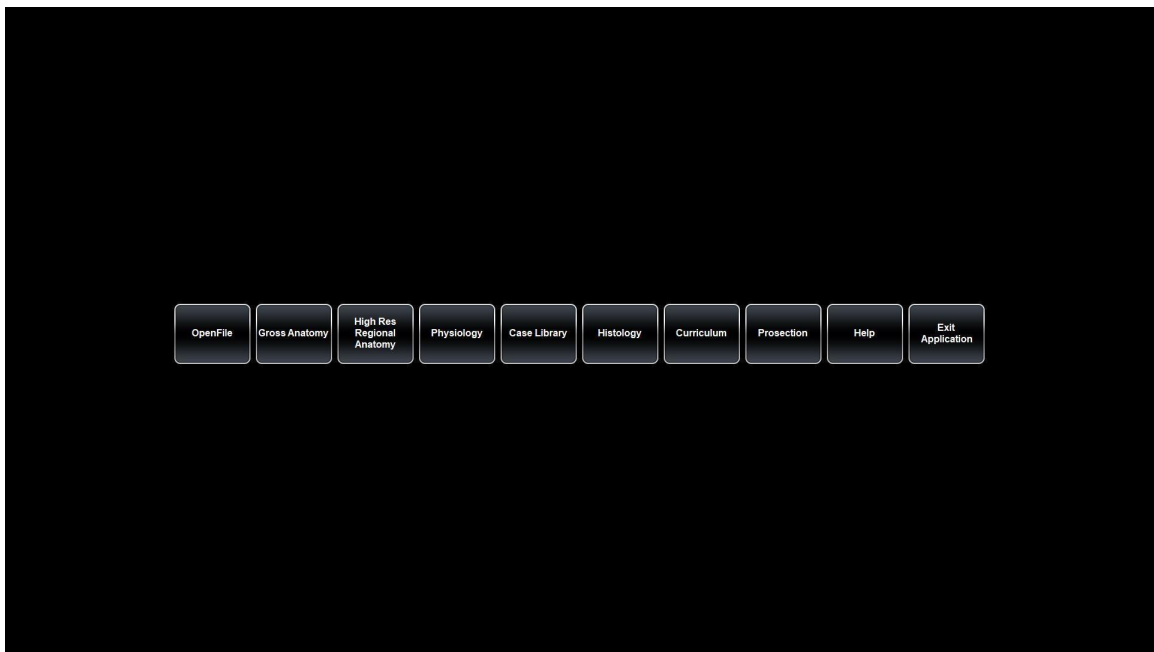 OpenFile
Gross Anatomy
High Res
Regional
Anatomy
Physiology
Case Library
Histology
Curriculum
Prosection
Help
Exit
Application